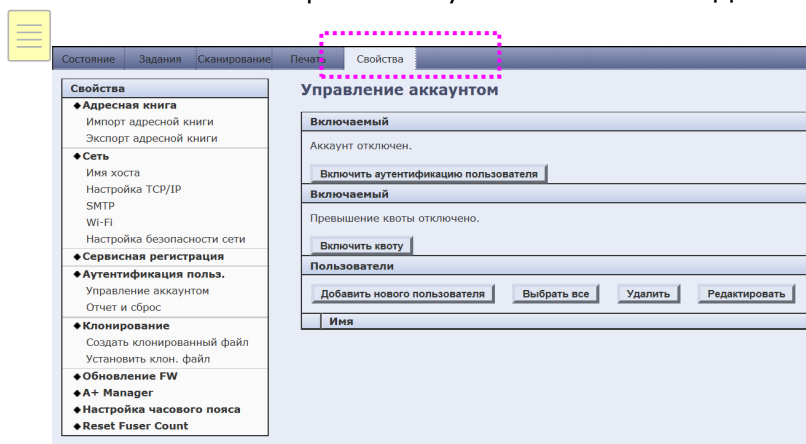 Состояние Задания Сканирование Печать Свойства
Свойства
◆Адресная книга
Импорт адресной книги
Экспорт адресной книги
◆Сеть
Имя хоста
Настройка TCP/IP
SMTP
Wi-Fi
Настройка безопасности сети
◆Сервисная регистрация
◆Аутентификация польз.
Управление аккаунтом
Отчет и сброс
◆Клонирование
Создать клонированный файл
Установить клон. файл
◆Обновление FW
◆A+ Manager
◆Настройка часового пояса
◆Reset Fuser Count
Управление аккаунтом
Включаемый
Аккаунт отключен.
Включить аутентификацию пользователя
Включаемый
Превышение квоты отключено.
Включить квоту
Пользователи
Добавить нового пользователя Выбрать все Удалить Редактировать
Имя